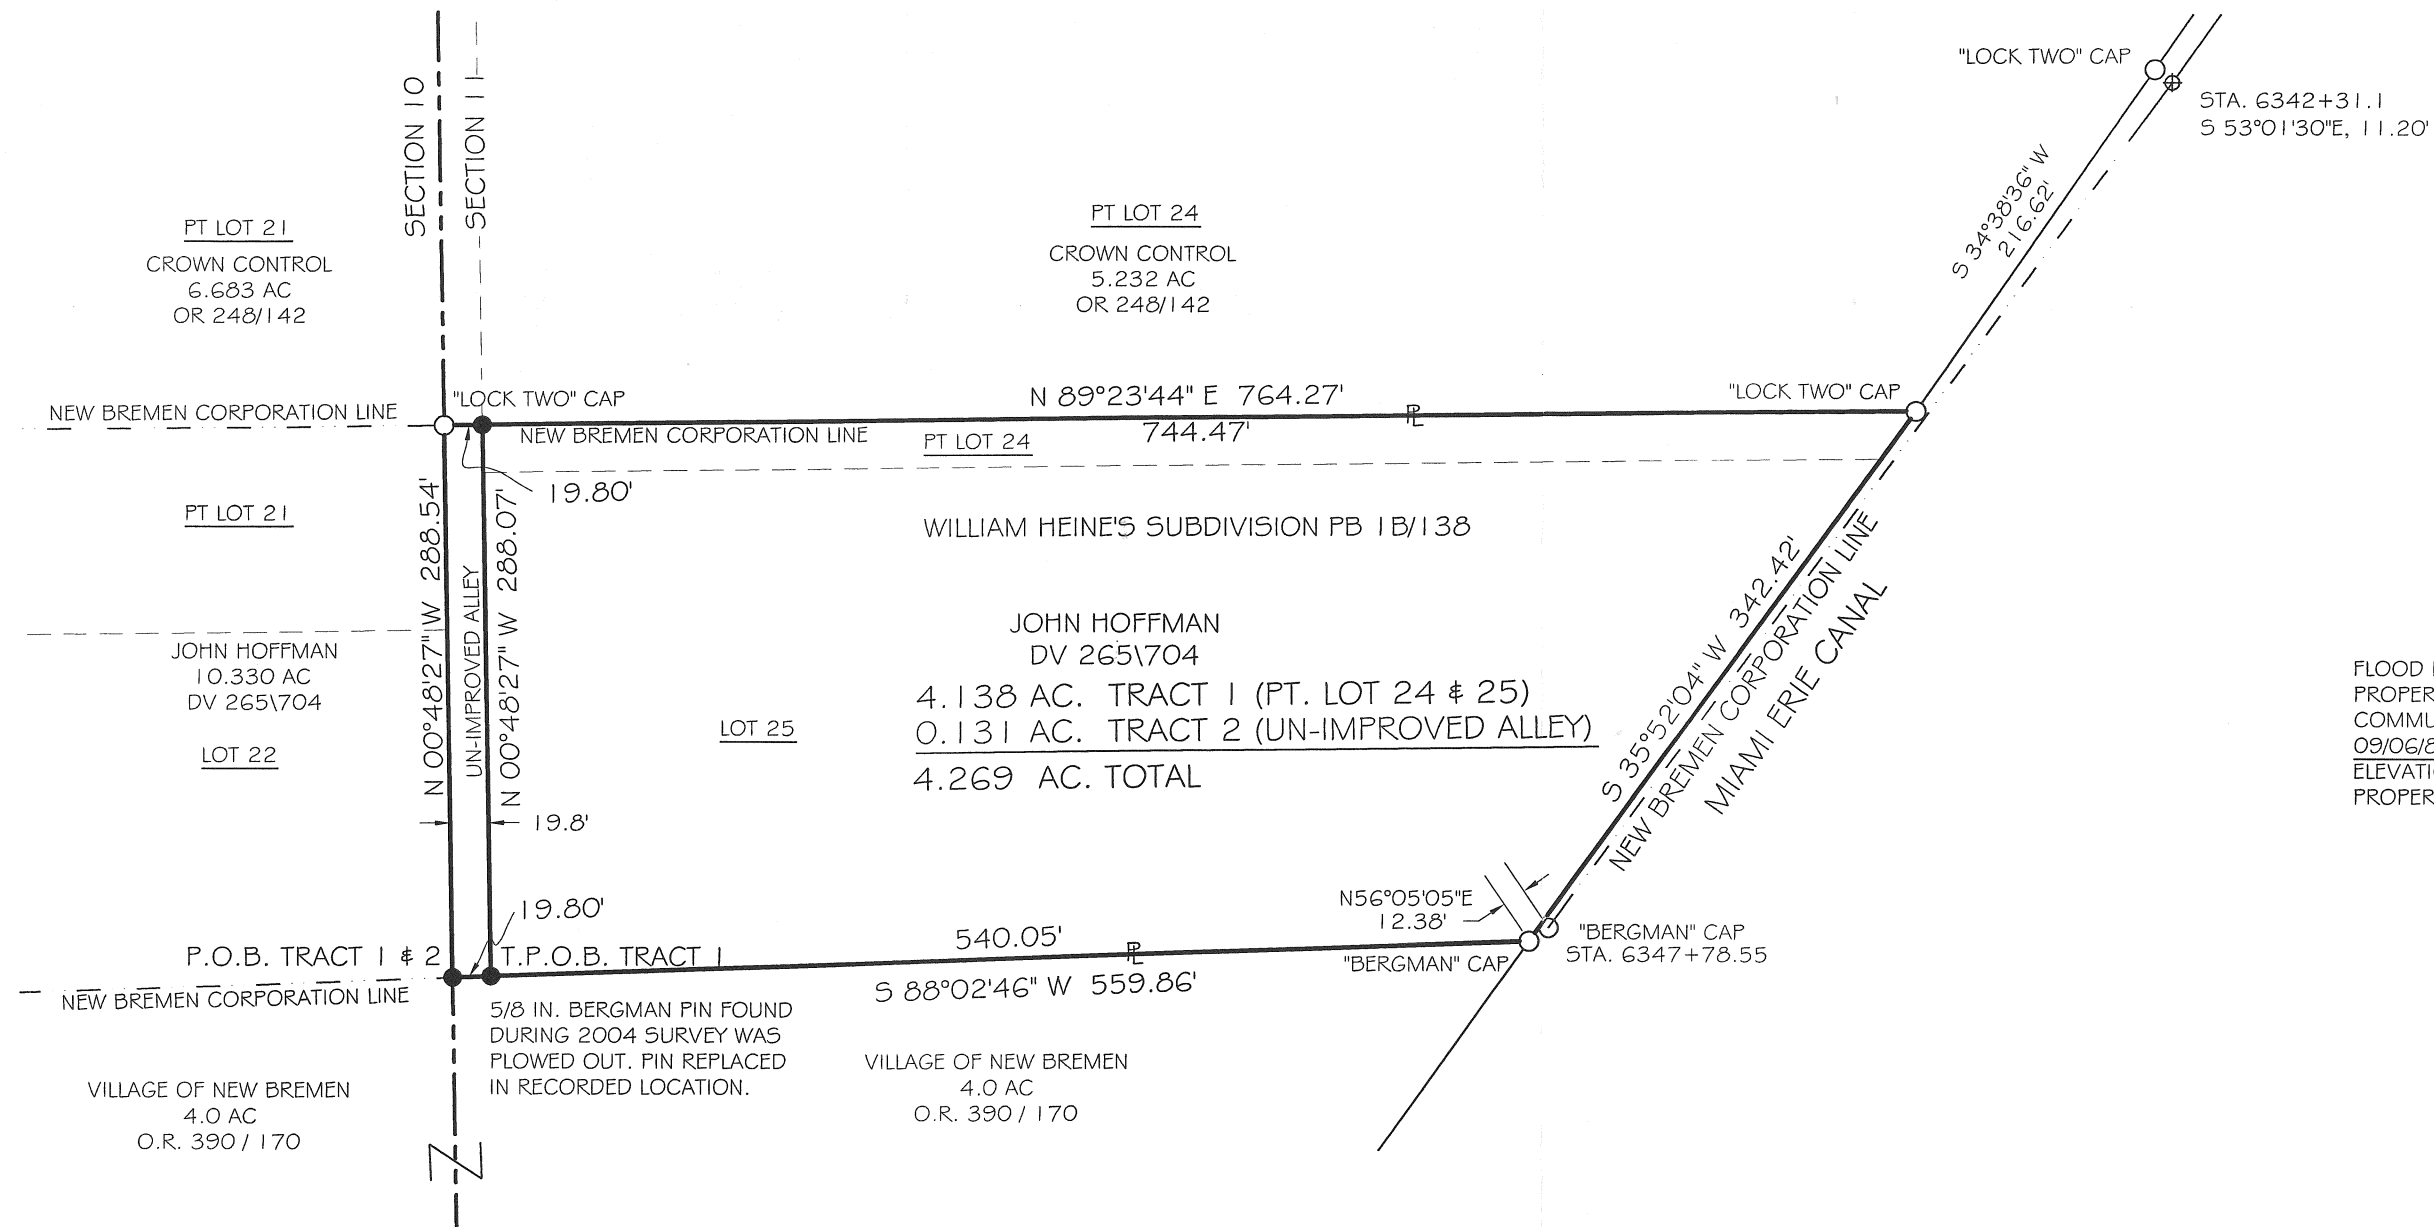 "LOCK TWO" CAP
STA. 6342+31.1
S 53°01'30"E, 11.20'
SECTION 10
SECTION 11
S 34°38'36" W
216.62'
PT LOT 21
CROWN CONTROL
6.683 AC
OR 248/142
PT LOT 24
CROWN CONTROL
5.232 AC
OR 248/142
NEW BREMEN CORPORATION LINE
"LOCK TWO" CAP
N 89°23'44" E 764.27'
"LOCK TWO" CAP
NEW BREMEN CORPORATION LINE
PT LOT 24
744.47'
PL
19.80'
PT LOT 21
WILLIAM HEINE'S SUBDIVISION PB 1B/138
N 00°48'27" W 288.54'
UN-IMPROVED ALLEY
N 00°48'27" W 288.07'
JOHN HOFFMAN
10.330 AC
DV 265\704
LOT 22
JOHN HOFFMAN
DV 265\704
4.138 AC. TRACT 1 (PT. LOT 24 & 25)
0.131 AC. TRACT 2 (UN-IMPROVED ALLEY)
4.269 AC. TOTAL
LOT 25
S 35°52'04" W 342.42'
NEW BREMEN CORPORATION LINE
MIAMI ERIE CANAL
FLOOD
PROPER
COMMU
09/06/8
ELEVATI
PROPER
19.8'
19.80'
N56°05'05"E
12.38'
P.O.B. TRACT 1 & 2
T.P.O.B. TRACT 1
540.05'
PL
"BERGMAN" CAP
"BERGMAN" CAP
STA. 6347+78.55
NEW BREMEN CORPORATION LINE
S 88°02'46" W 559.86'
5/8 IN. BERGMAN PIN FOUND
DURING 2004 SURVEY WAS
PLOWED OUT. PIN REPLACED
IN RECORDED LOCATION.
VILLAGE OF NEW BREMEN
4.0 AC
O.R. 390 / 170
VILLAGE OF NEW BREMEN
4.0 AC
O.R. 390 / 170